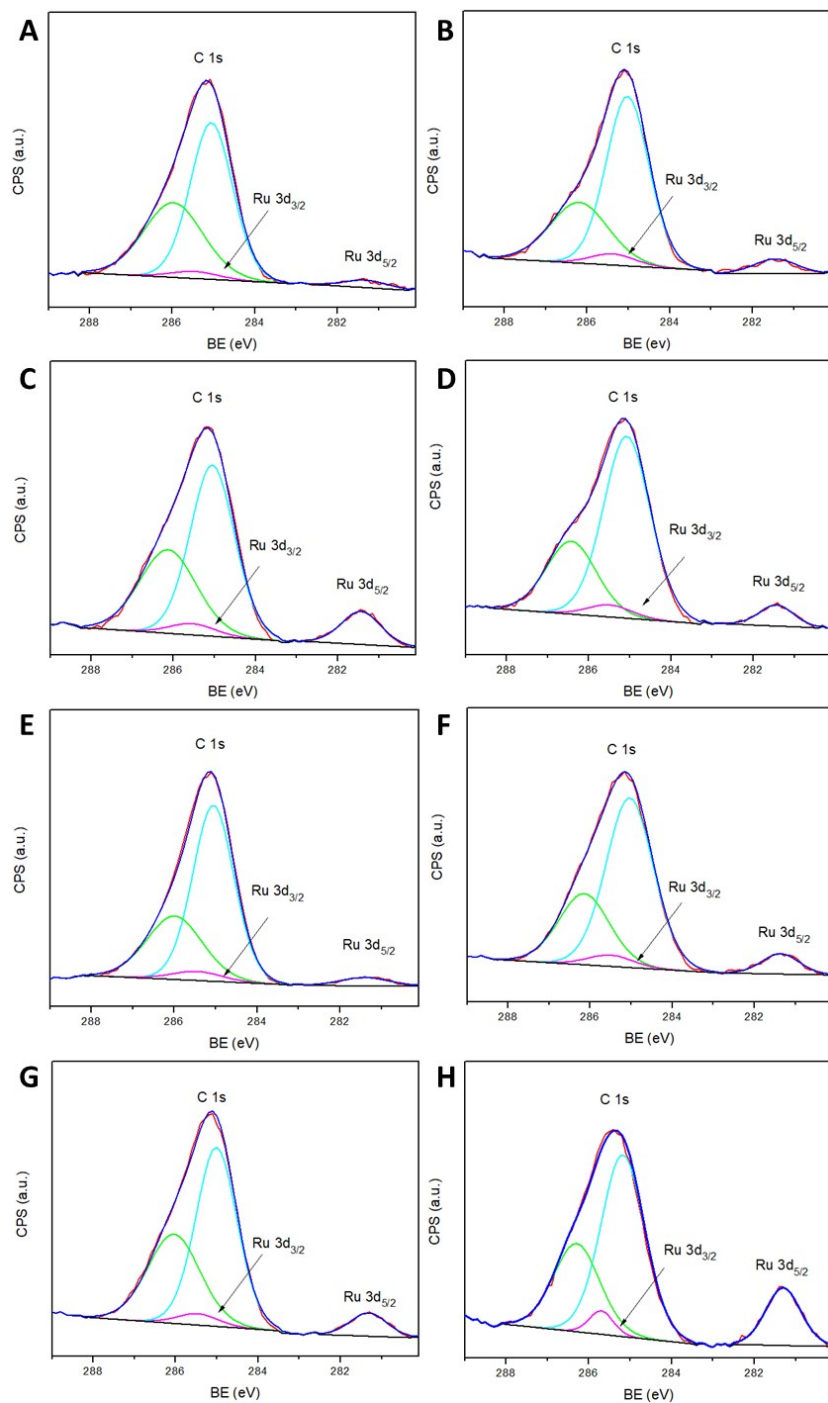 A
C 1s
Ru 3d3/2
Ru 3d5/2
CPS (a.u.)
288 286 284 282
BE (eV)
B
C 1s
Ru 3d3/2
Ru 3d5/2
CPS (a.u.)
288 286 284 282
BE (ev)
C
C 1s
Ru 3d3/2
Ru 3d5/2
CPS (a.u.)
288 286 284 282
BE (eV)
D
C 1s
Ru 3d3/2
Ru 3d5/2
CPS (a.u.)
288 286 284 282
BE (eV)
E
C 1s
Ru 3d3/2
Ru 3d5/2
CPS (a.u.)
288 286 284 282
BE (eV)
F
C 1s
Ru 3d3/2
Ru 3d5/2
CPS (a.u.)
288 286 284 282
BE (eV)
G
C 1s
Ru 3d3/2
Ru 3d5/2
CPS (a.u.)
288 286 284 282
BE (eV)
H
C 1s
Ru 3d3/2
Ru 3d5/2
CPS (a.u.)
288 286 284 282
BE (eV)